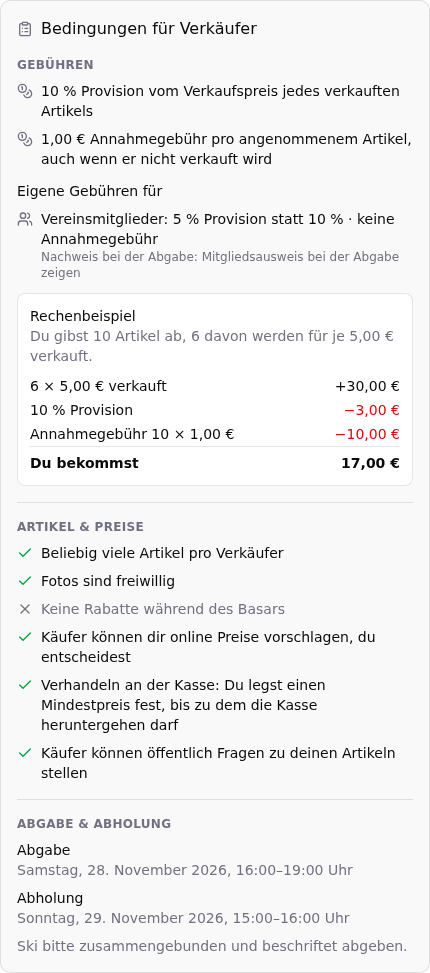 Bedingungen für Verkäufer
GEBÜHREN
10 % Provision vom Verkaufspreis jedes verkauften
Artikels
1,00 € Annahmegebühr pro angenommenem Artikel,
auch wenn er nicht verkauft wird
Eigene Gebühren für
Vereinsmitglieder: 5 % Provision statt 10 % · keine
Annahmegebühr
Nachweis bei der Abgabe: Mitgliedsausweis bei der Abgabe
zeigen
Rechenbeispiel
Du gibst 10 Artikel ab, 6 davon werden für je 5,00 €
verkauft.
6 × 5,00 € verkauft +30,00 €
10 % Provision −3,00 €
Annahmegebühr 10 × 1,00 € −10,00 €
Du bekommst 17,00 €
ARTIKEL & PREISE
Beliebig viele Artikel pro Verkäufer
Fotos sind freiwillig
Keine Rabatte während des Basars
Käufer können dir online Preise vorschlagen, du
entscheidest
Verhandeln an der Kasse: Du legst einen
Mindestpreis fest, bis zu dem die Kasse
heruntergehen darf
Käufer können öffentlich Fragen zu deinen Artikeln
stellen
ABGABE & ABHOLUNG
Abgabe
Samstag, 28. November 2026, 16:00–19:00 Uhr
Abholung
Sonntag, 29. November 2026, 15:00–16:00 Uhr
Ski bitte zusammengebunden und beschriftet abgeben.